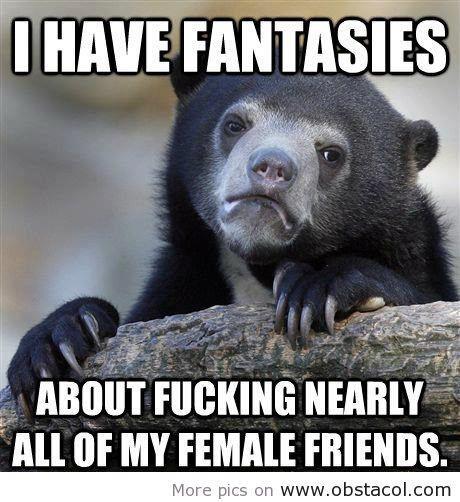 I HAVE FANTASIES
ABOUT FUCKING NEARLY
ALL OF MY FEMALE FRIENDS.
More pics on www.obstacol.com